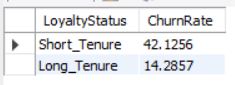 LoyaltyStatus ChurnRate
Short_Tenure 42.1256
Long_Tenure 14.2857